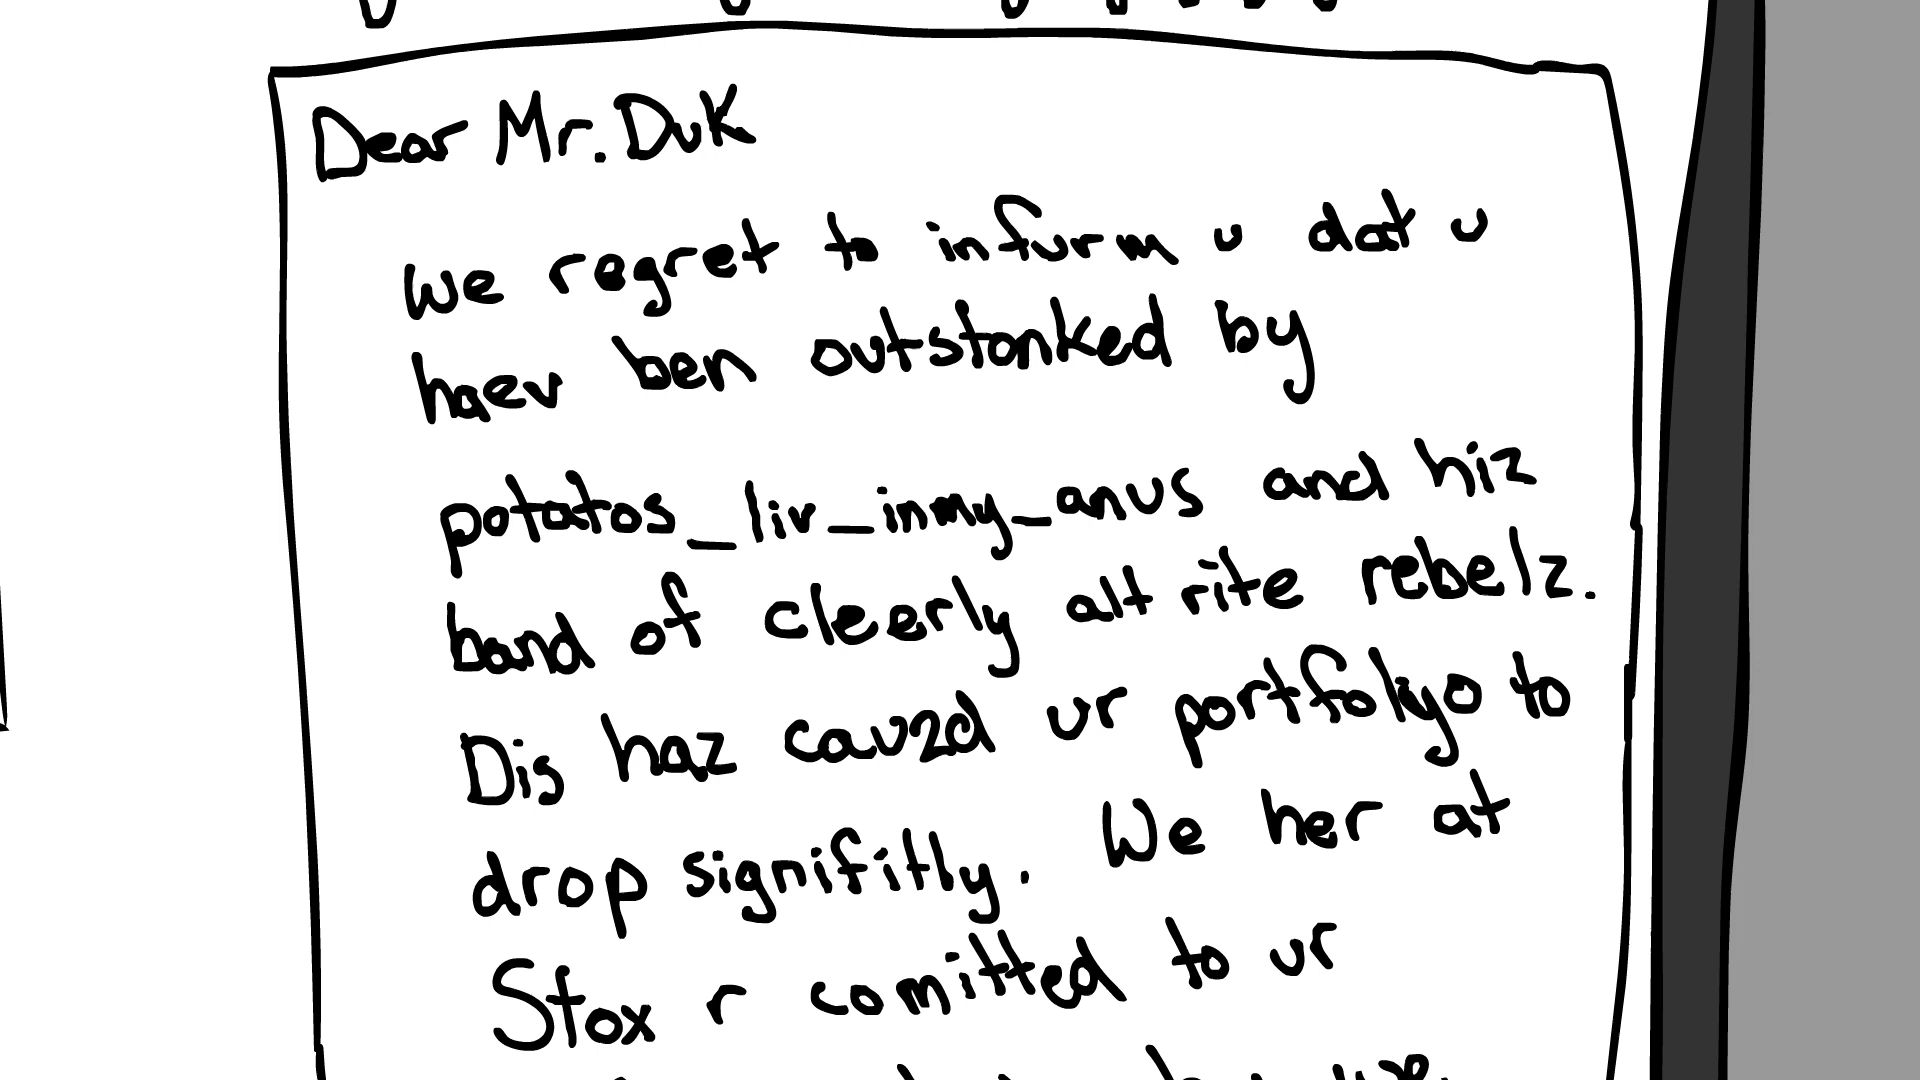 Dear Mr. Duk
we regret to infurm u dat u
haev ben outstonked by
potatos_liv_inmy_anus and hiz
band of cleerly alt rite rebelz.
Dis haz cauzd ur portfolyo to
drop signifitly. We her at
Stox r comitted to ur